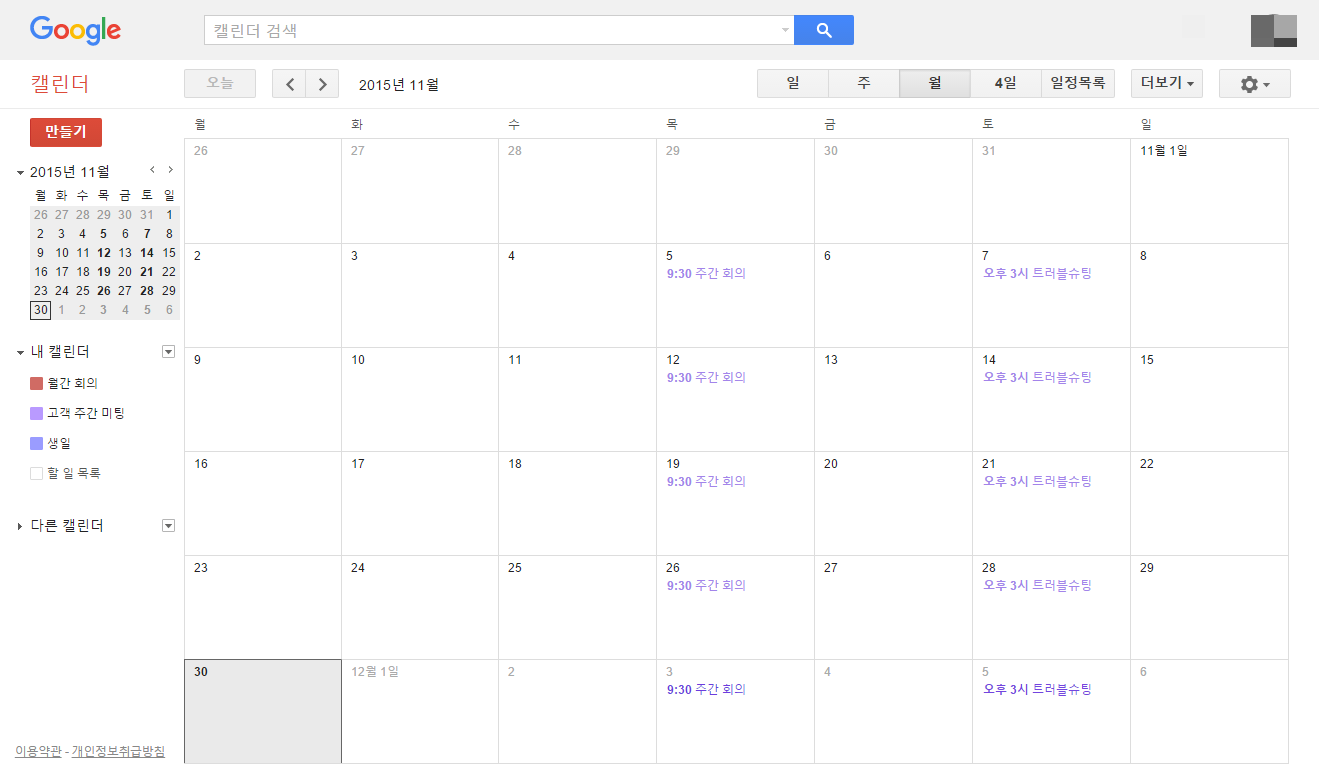 Google
캘린더 검색
캘린더
오늘
2015년 11월
일 주 월 4일 일정목록 더보기
만들기
2015년 11월
월 화 수 목 금 토 일
26 27 28 29 30 31 1
2 3 4 5 6 7 8
9 10 11 12 13 14 15
16 17 18 19 20 21 22
23 24 25 26 27 28 29
30 1 2 3 4 5 6
내 캘린더
월간 회의
고객 주간 미팅
생일
할 일 목록
다른 캘린더
이용약관 - 개인정보취급방침
월 화 수 목 금 토 일
26 27 28 29 30 31 11월 1일
2 3 4 5 6 7 8
9:30 주간 회의 오후 3시 트러블슈팅
9 10 11 12 13 14 15
9:30 주간 회의 오후 3시 트러블슈팅
16 17 18 19 20 21 22
9:30 주간 회의 오후 3시 트러블슈팅
23 24 25 26 27 28 29
9:30 주간 회의 오후 3시 트러블슈팅
30 12월 1일 2 3 4 5 6
9:30 주간 회의 오후 3시 트러블슈팅